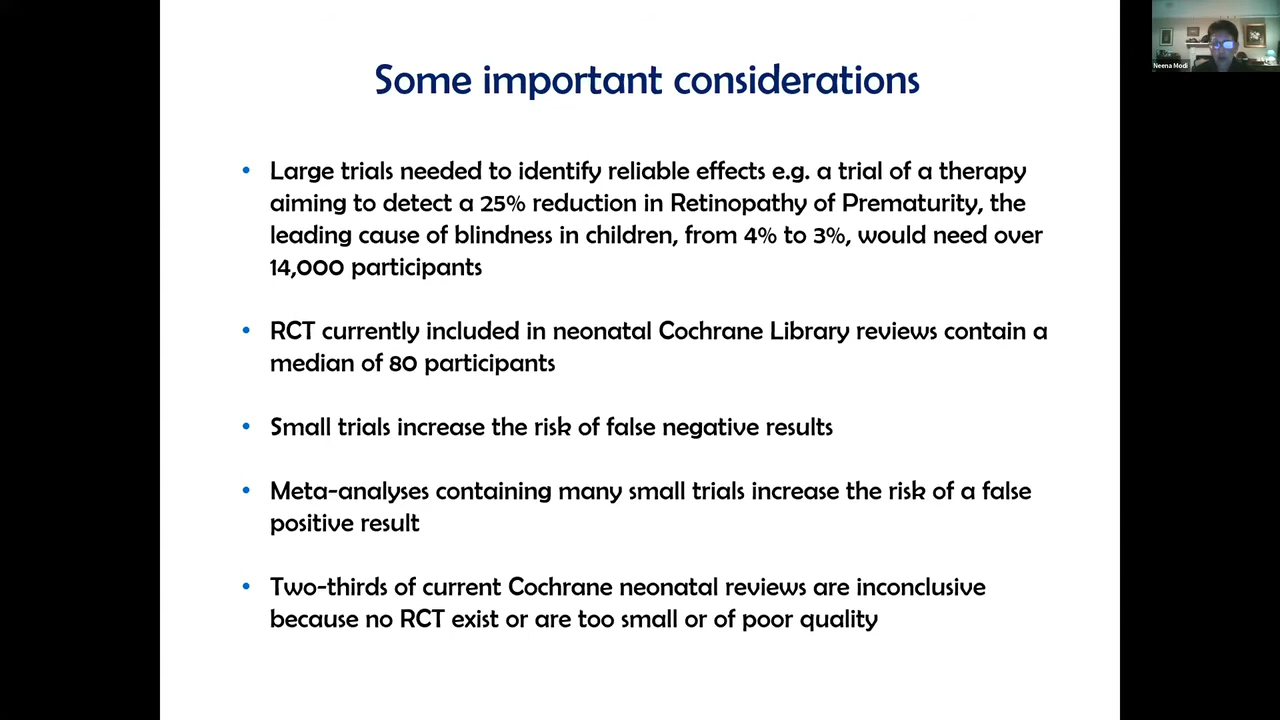 Some important considerations
Neena Modi
• Large trials needed to identify reliable effects e.g. a trial of a therapy
aiming to detect a 25% reduction in Retinopathy of Prematurity, the
leading cause of blindness in children, from 4% to 3%, would need over
14,000 participants
• RCT currently included in neonatal Cochrane Library reviews contain a
median of 80 participants
• Small trials increase the risk of false negative results
• Meta-analyses containing many small trials increase the risk of a false
positive result
• Two-thirds of current Cochrane neonatal reviews are inconclusive
because no RCT exist or are too small or of poor quality